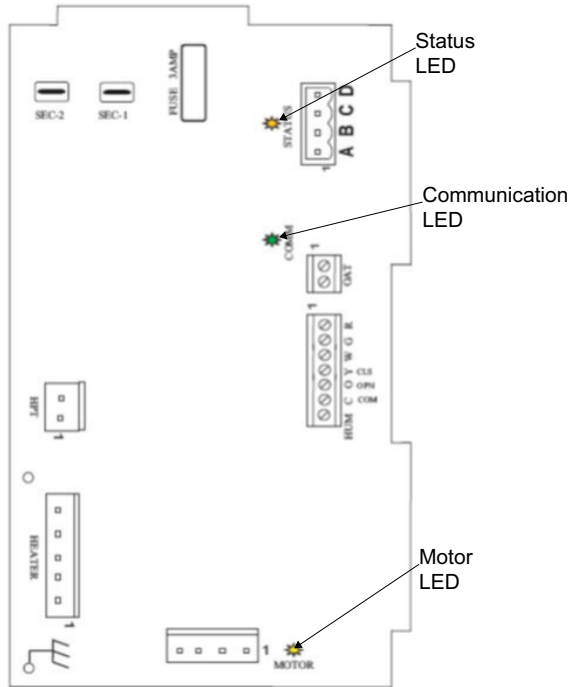 Status
LED
FUSE 3AMP
SEC-2
SEC-1
STATUS
A B C D
1
Communication
LED
COMM
1
OAT
1
HUM C O Y W G R
COM OPN CLS
HPT
1
HEATER
1
Motor
LED
1
MOTOR